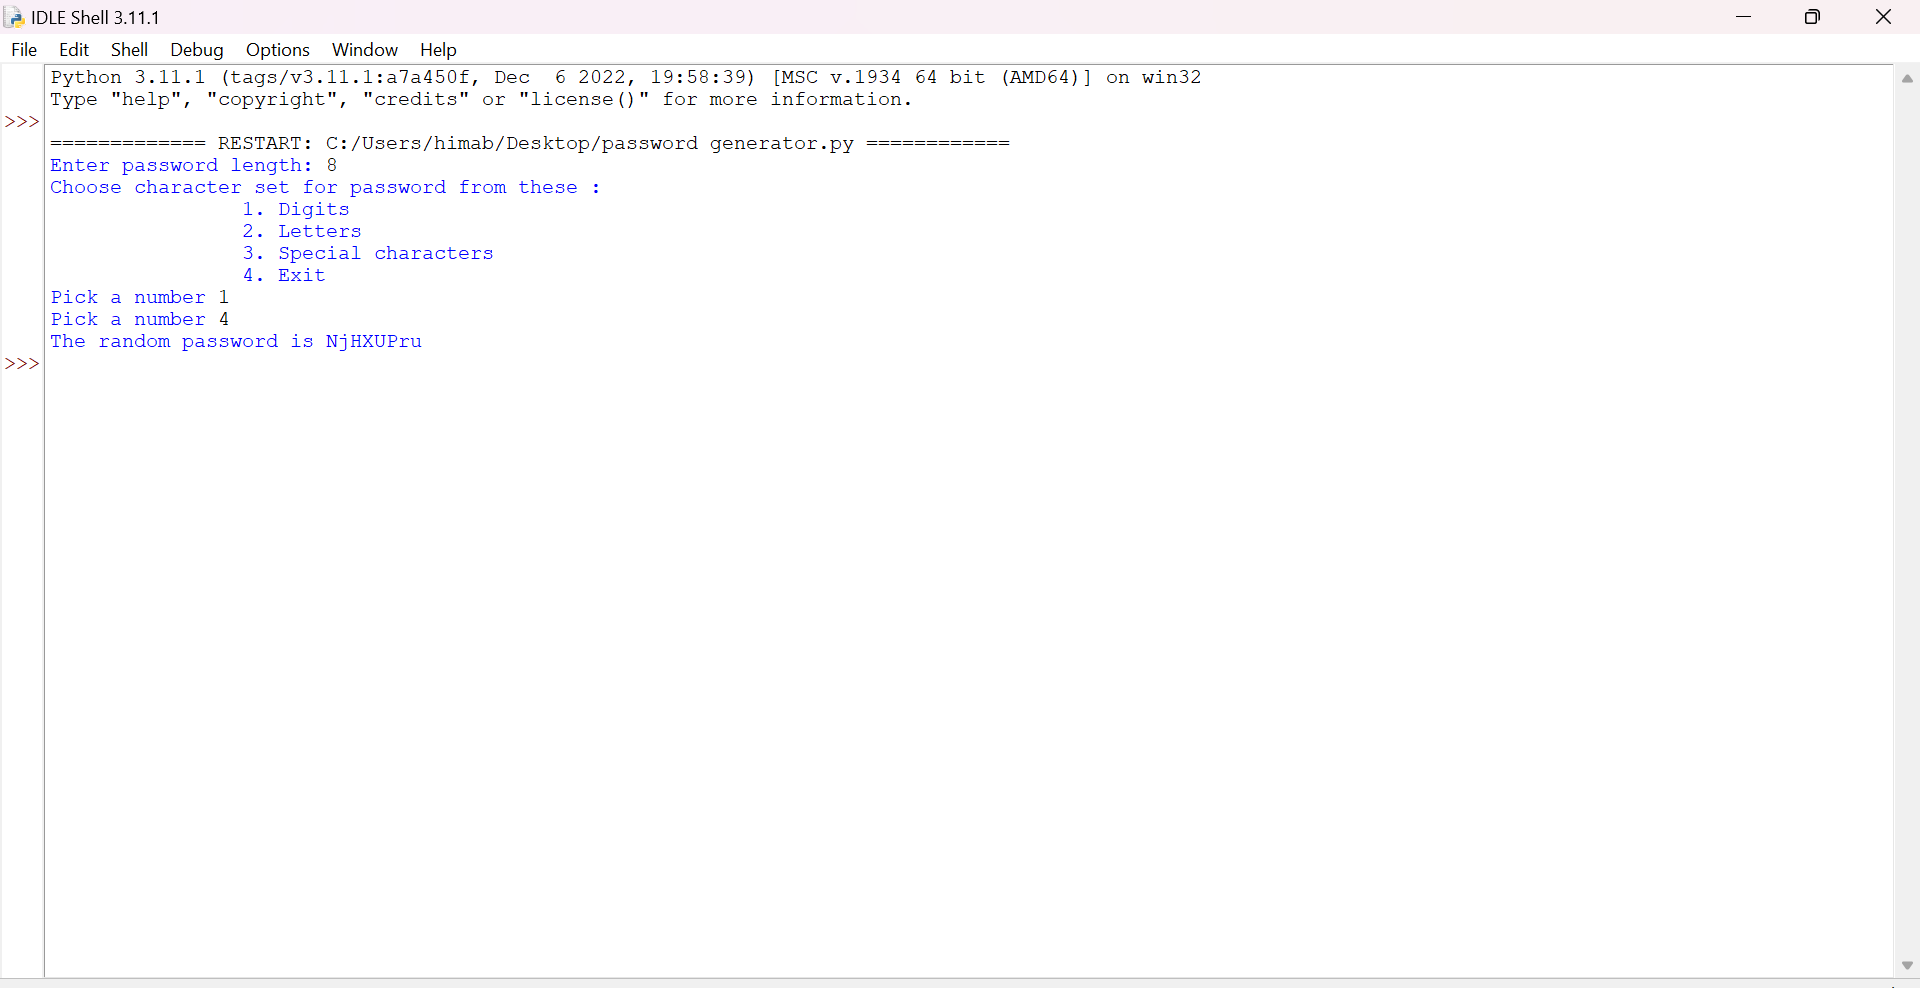 IDLE Shell 3.11.1
File Edit Shell Debug Options Window Help
Python 3.11.1 (tags/v3.11.1:a7a450f, Dec  6 2022, 19:58:39) [MSC v.1934 64 bit (AMD64)] on win32
Type "help", "copyright", "credits" or "license()" for more information.
>>>
============= RESTART: C:/Users/himab/Desktop/password generator.py ============
Enter password length: 8
Choose character set for password from these :
                1. Digits
                2. Letters
                3. Special characters
                4. Exit
Pick a number 1
Pick a number 4
The random password is NjHXUPru
>>>